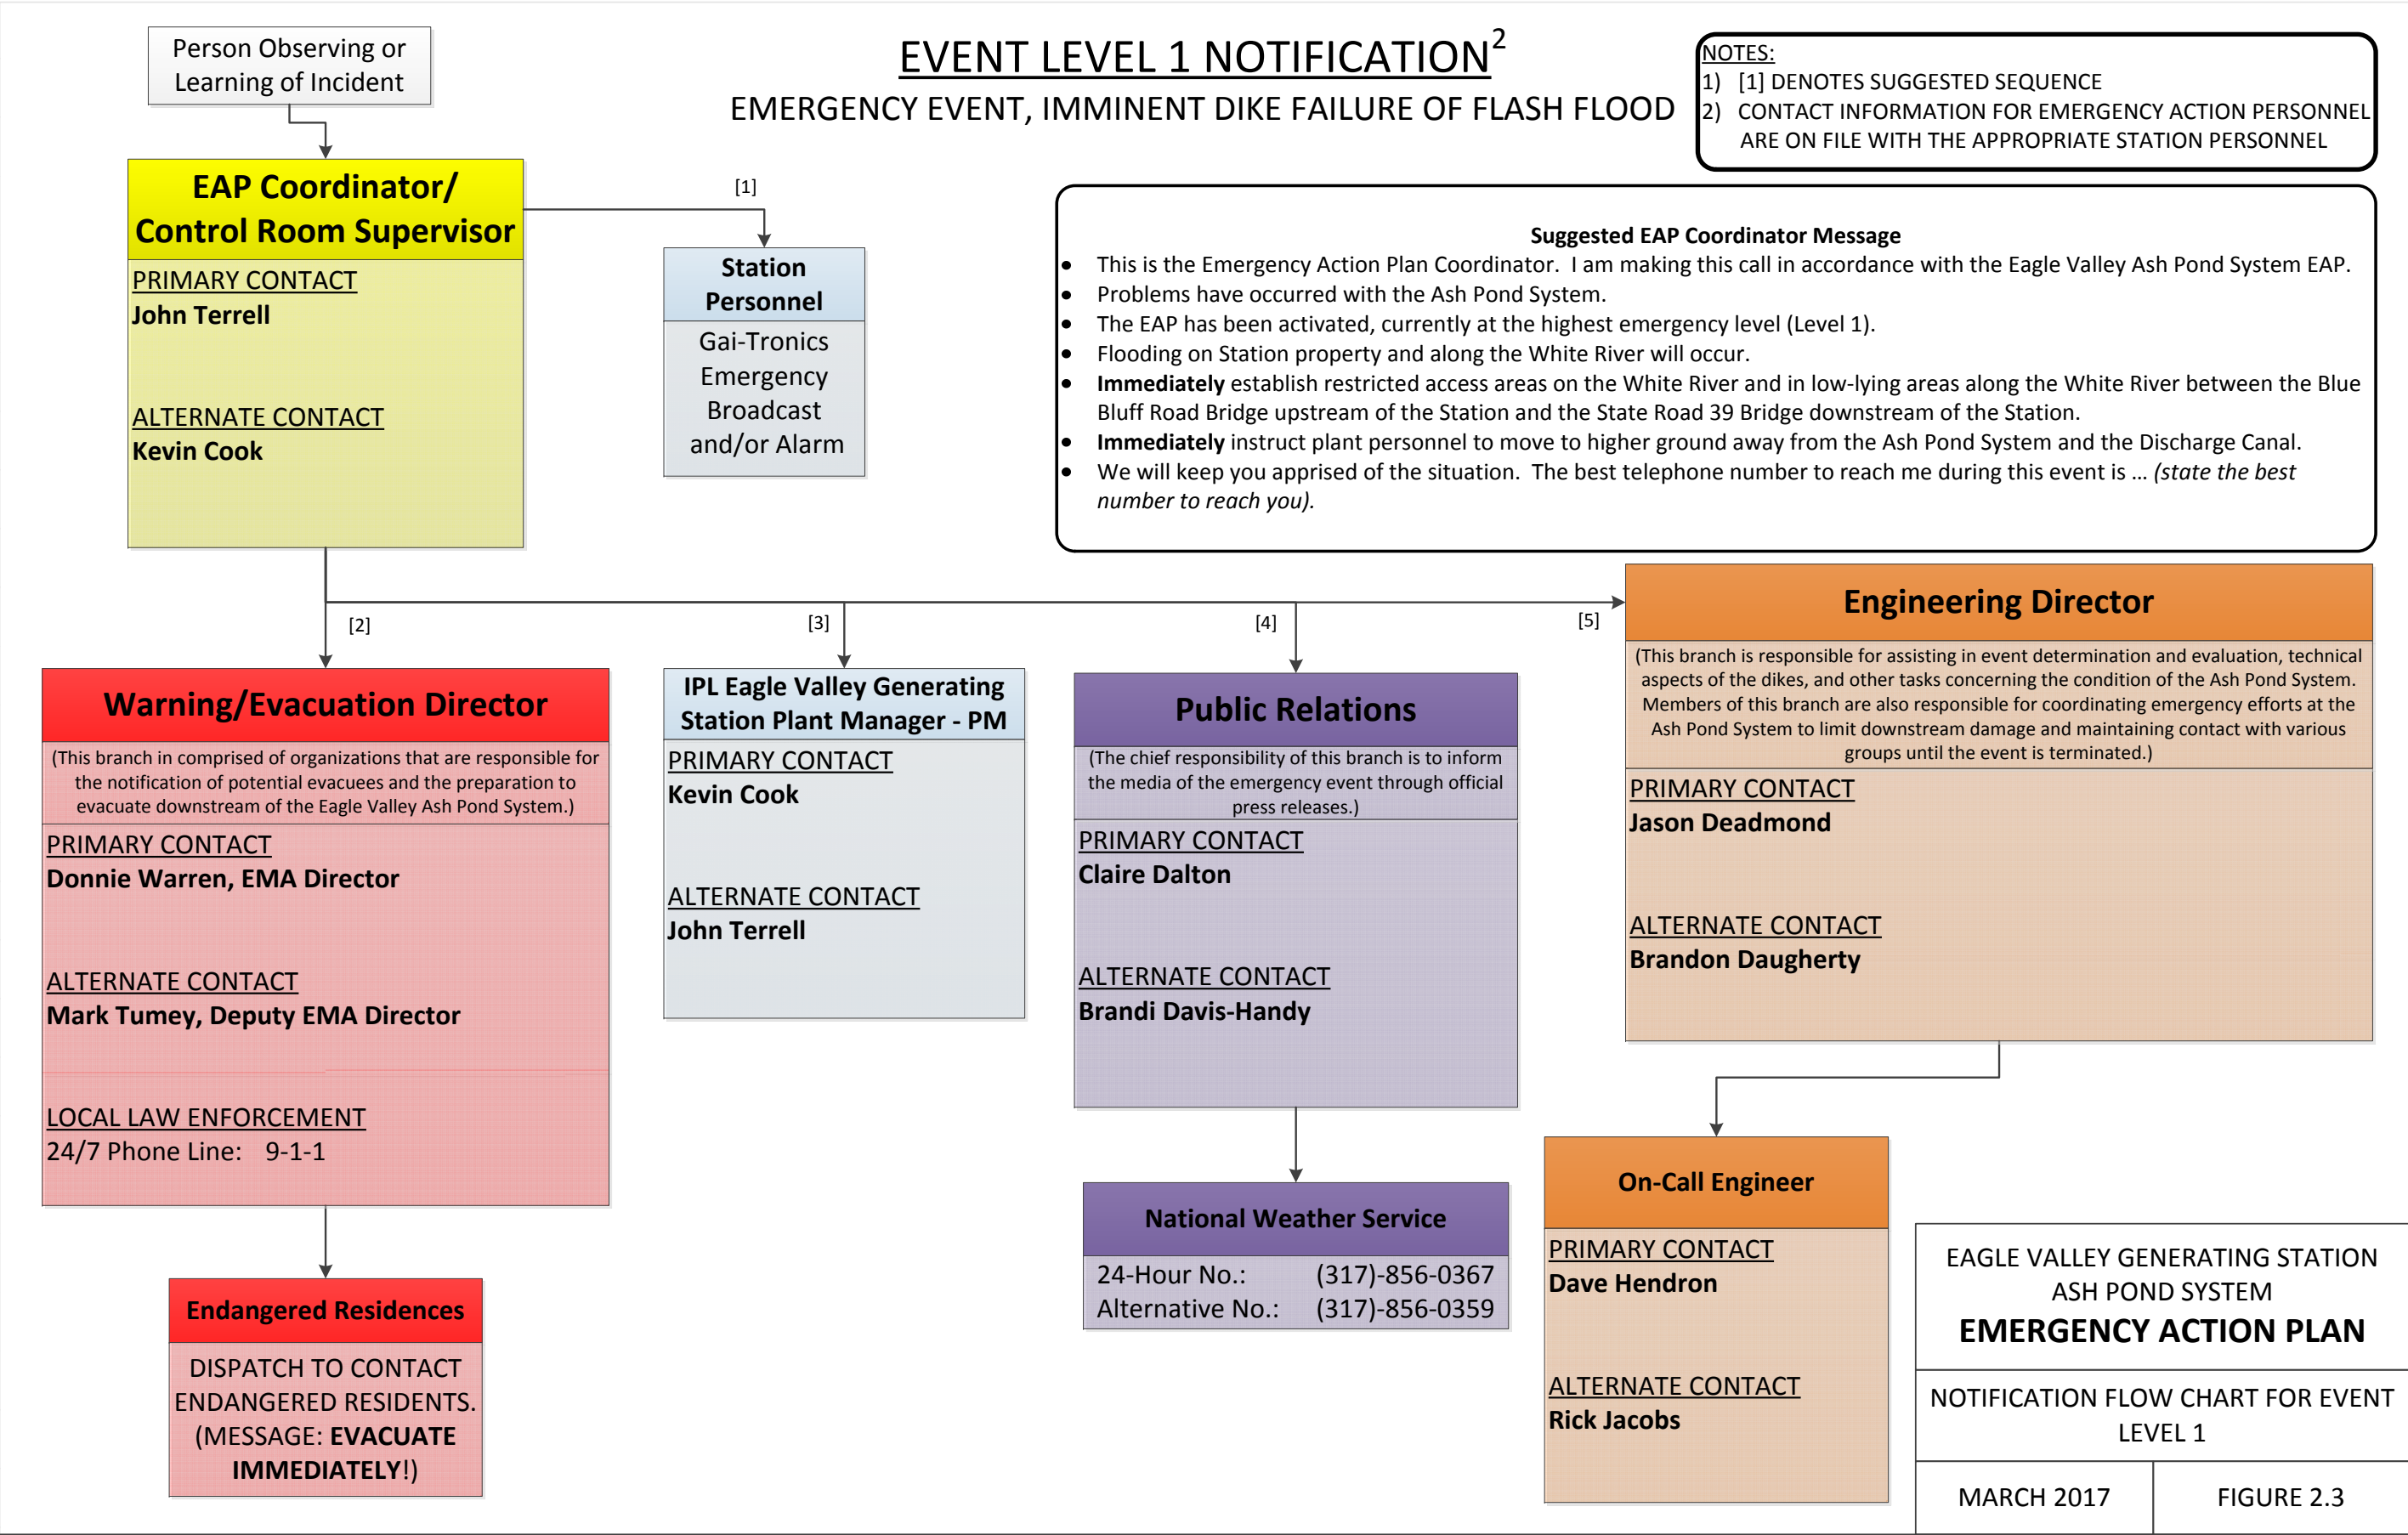 Person Observing or
Learning of Incident
EVENT LEVEL 1 NOTIFICATION2
EMERGENCY EVENT, IMMINENT DIKE FAILURE OF FLASH FLOOD
NOTES:
1) [1] DENOTES SUGGESTED SEQUENCE
2) CONTACT INFORMATION FOR EMERGENCY ACTION PERSONNEL
ARE ON FILE WITH THE APPROPRIATE STATION PERSONNEL
EAP Coordinator/
Control Room Supervisor
PRIMARY CONTACT
John Terrell
ALTERNATE CONTACT
Kevin Cook
[1]
Station
Personnel
Gai-Tronics
Emergency
Broadcast
and/or Alarm
Suggested EAP Coordinator Message
• This is the Emergency Action Plan Coordinator. I am making this call in accordance with the Eagle Valley Ash Pond System EAP.
• Problems have occurred with the Ash Pond System.
• The EAP has been activated, currently at the highest emergency level (Level 1).
• Flooding on Station property and along the White River will occur.
• Immediately establish restricted access areas on the White River and in low-lying areas along the White River between the Blue
Bluff Road Bridge upstream of the Station and the State Road 39 Bridge downstream of the Station.
• Immediately instruct plant personnel to move to higher ground away from the Ash Pond System and the Discharge Canal.
• We will keep you apprised of the situation. The best telephone number to reach me during this event is … (state the best
number to reach you).
[2]
[3]
[4]
[5]
Warning/Evacuation Director
(This branch in comprised of organizations that are responsible for
the notification of potential evacuees and the preparation to
evacuate downstream of the Eagle Valley Ash Pond System.)
PRIMARY CONTACT
Donnie Warren, EMA Director
ALTERNATE CONTACT
Mark Tumey, Deputy EMA Director
LOCAL LAW ENFORCEMENT
24/7 Phone Line: 9-1-1
IPL Eagle Valley Generating
Station Plant Manager - PM
PRIMARY CONTACT
Kevin Cook
ALTERNATE CONTACT
John Terrell
Public Relations
(The chief responsibility of this branch is to inform
the media of the emergency event through official
press releases.)
PRIMARY CONTACT
Claire Dalton
ALTERNATE CONTACT
Brandi Davis-Handy
Engineering Director
(This branch is responsible for assisting in event determination and evaluation, technical
aspects of the dikes, and other tasks concerning the condition of the Ash Pond System.
Members of this branch are also responsible for coordinating emergency efforts at the
Ash Pond System to limit downstream damage and maintaining contact with various
groups until the event is terminated.)
PRIMARY CONTACT
Jason Deadmond
ALTERNATE CONTACT
Brandon Daugherty
Endangered Residences
DISPATCH TO CONTACT
ENDANGERED RESIDENTS.
(MESSAGE: EVACUATE
IMMEDIATELY!)
National Weather Service
24-Hour No.: (317)-856-0367
Alternative No.: (317)-856-0359
On-Call Engineer
PRIMARY CONTACT
Dave Hendron
ALTERNATE CONTACT
Rick Jacobs
EAGLE VALLEY GENERATING STATION
ASH POND SYSTEM
EMERGENCY ACTION PLAN
NOTIFICATION FLOW CHART FOR EVENT
LEVEL 1
MARCH 2017
FIGURE 2.3